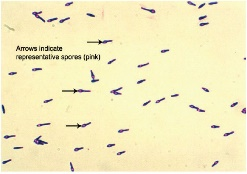 Arrows indicate
representative spores (pink)